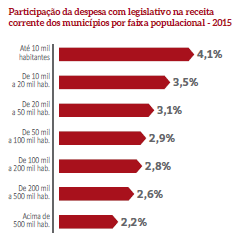 Participação da despesa com legislativo na receita
corrente dos municípios por faixa populacional - 2015
Até 10 mil
habitantes
4,1%
De 10 mil
a 20 mil hab.
3,5%
De 20 mil
a 50 mil hab.
3,1%
De 50 mil
a 100 mil hab.
2,9%
De 100 mil
a 200 mil hab.
2,8%
De 200 mil
a 500 mil hab.
2,6%
Acima de
500 mil hab.
2,2%